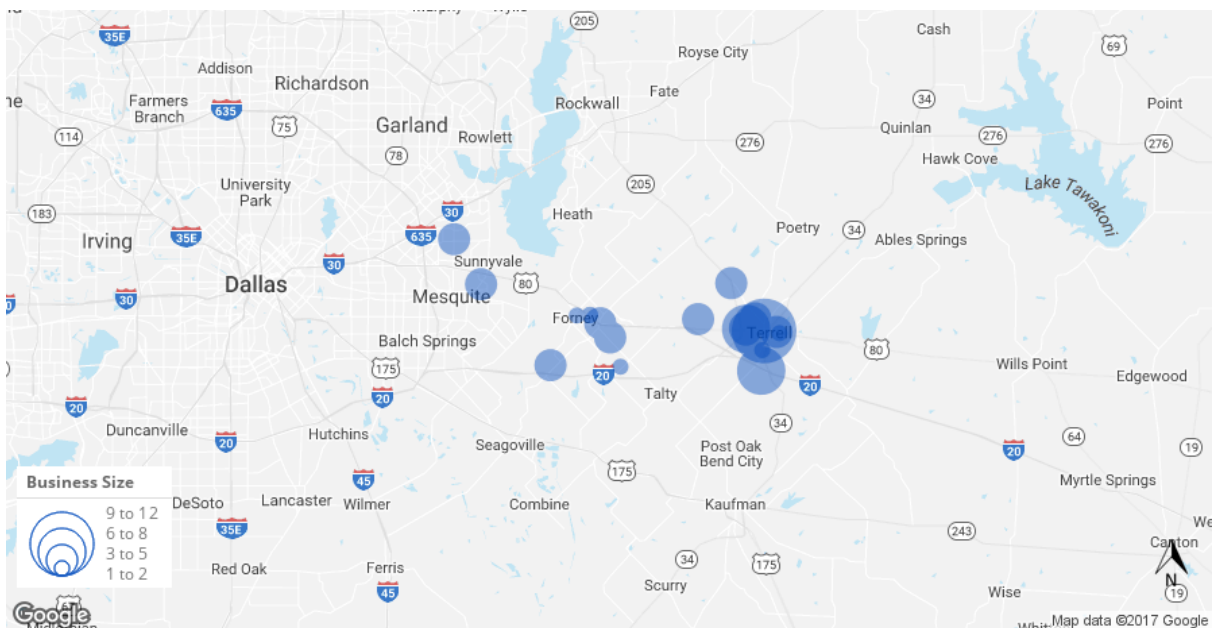 205
Cash
35E
Royse City
69
Addison
Richardson
Fate
Rockwall
Farmers
Branch
635
34
Point
75
Garland
Rowlett
Quinlan
114
276
276
276
78
Hawk Cove
University
Park
205
Lake Tawakoni
183
30
Heath
Irving
35E
635
Poetry
34
Ables Springs
30
Sunnyvale
Dallas
80
30
Mesquite
Forney
Terrell
Balch Springs
80
175
Wills Point
20
20
Edgewood
20
20
Talty
Duncanville
Hutchins
34
20
Seagoville
Post Oak
Bend City
64
19
20
175
45
Myrtle Springs
Business Size
DeSoto
Lancaster
Wilmer
Combine
Kaufman
9 to 12
6 to 8
3 to 5
1 to 2
35E
243
Canton
Red Oak
Ferris
34
175
N
45
Scurry
Wise
19
Google
Map data ©2017 Google